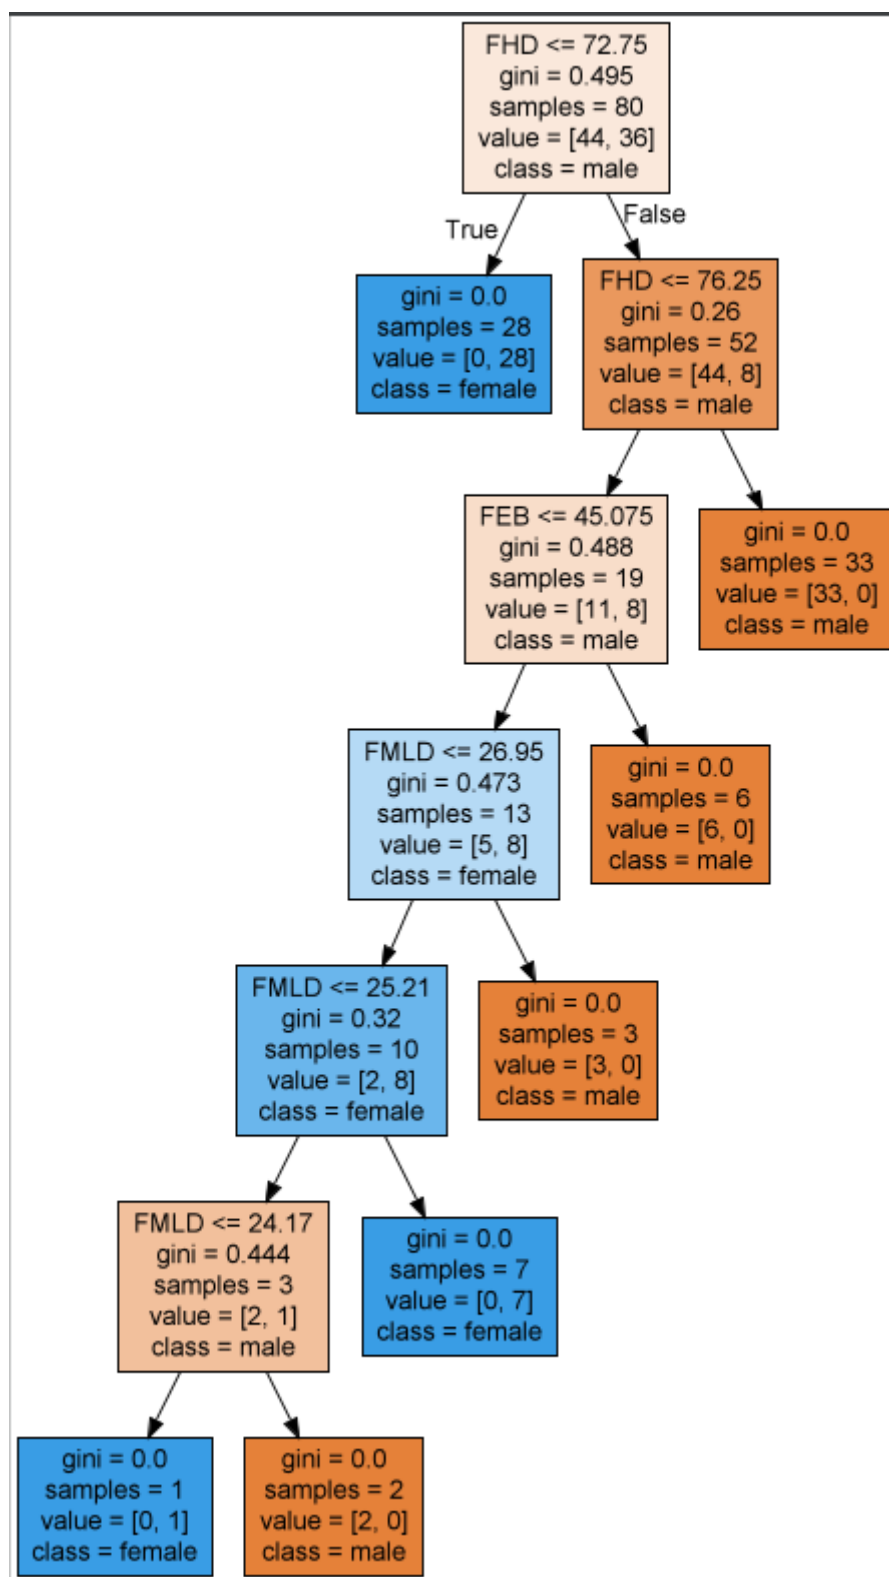 FHD <= 72.75
gini = 0.495
samples = 80
value = [44, 36]
class = male
True
False
gini = 0.0
samples = 28
value = [0, 28]
class = female
FHD <= 76.25
gini = 0.26
samples = 52
value = [44, 8]
class = male
FEB <= 45.075
gini = 0.488
samples = 19
value = [11, 8]
class = male
gini = 0.0
samples = 33
value = [33, 0]
class = male
FMLD <= 26.95
gini = 0.473
samples = 13
value = [5, 8]
class = female
gini = 0.0
samples = 6
value = [6, 0]
class = male
FMLD <= 25.21
gini = 0.32
samples = 10
value = [2, 8]
class = female
gini = 0.0
samples = 3
value = [3, 0]
class = male
FMLD <= 24.17
gini = 0.444
samples = 3
value = [2, 1]
class = male
gini = 0.0
samples = 7
value = [0, 7]
class = female
gini = 0.0
samples = 1
value = [0, 1]
class = female
gini = 0.0
samples = 2
value = [2, 0]
class = male